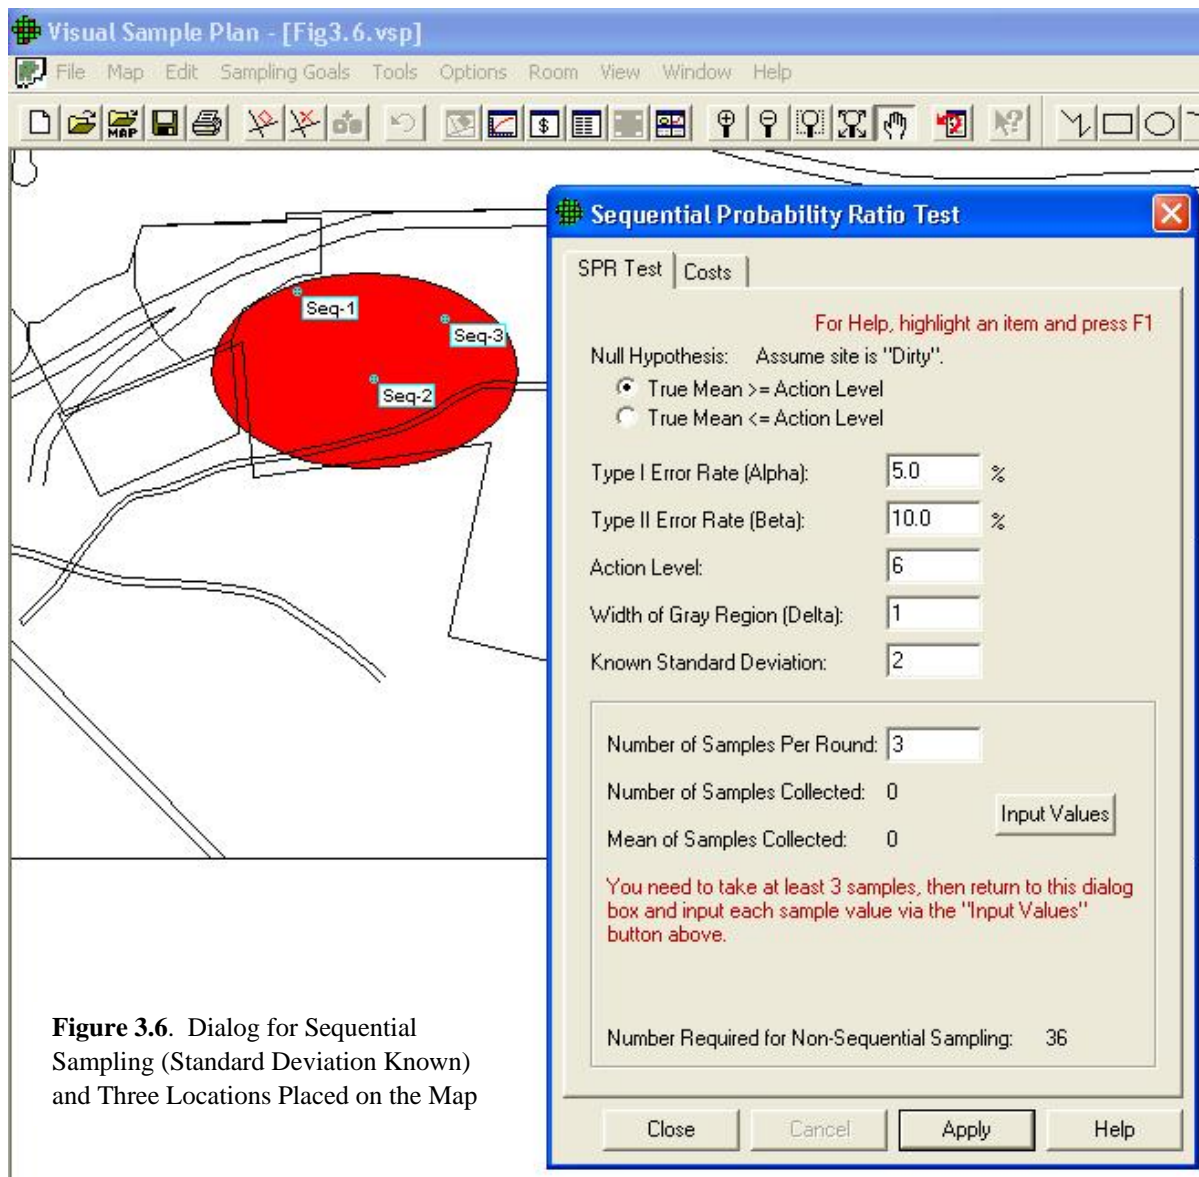 Visual Sample Plan - [Fig3.6.vsp]
File Map Edit Sampling Goals Tools Options Room View Window Help
MAP
Seq-1
Seq-3
Seq-2
Sequential Probability Ratio Test
SPR Test Costs
For Help, highlight an item and press F1
Null Hypothesis: Assume site is "Dirty".
True Mean >= Action Level
True Mean <= Action Level
Type I Error Rate (Alpha): 5.0 %
Type II Error Rate (Beta): 10.0 %
Action Level: 6
Width of Gray Region (Delta): 1
Known Standard Deviation: 2
Number of Samples Per Round: 3
Number of Samples Collected: 0
Input Values
Mean of Samples Collected: 0
You need to take at least 3 samples, then return to this dialog
box and input each sample value via the "Input Values"
button above.
Number Required for Non-Sequential Sampling: 36
Close Cancel Apply Help
Figure 3.6. Dialog for Sequential
Sampling (Standard Deviation Known)
and Three Locations Placed on the Map